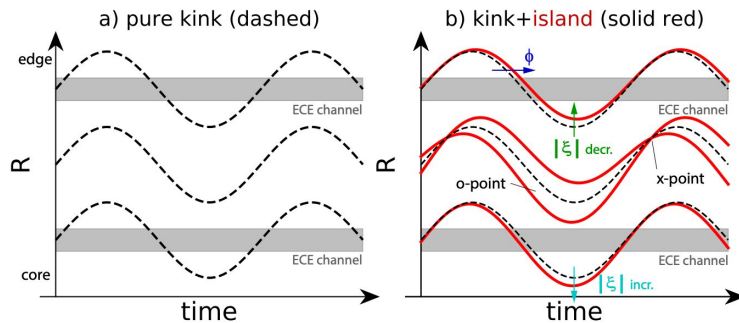 a) pure kink (dashed)
edge
ECE channel
R
ECE channel
core
time
b) kink+island (solid red)
ϕ
ECE channel
|ξ| decr.
R
o-point
x-point
ECE channel
|ξ| incr.
time